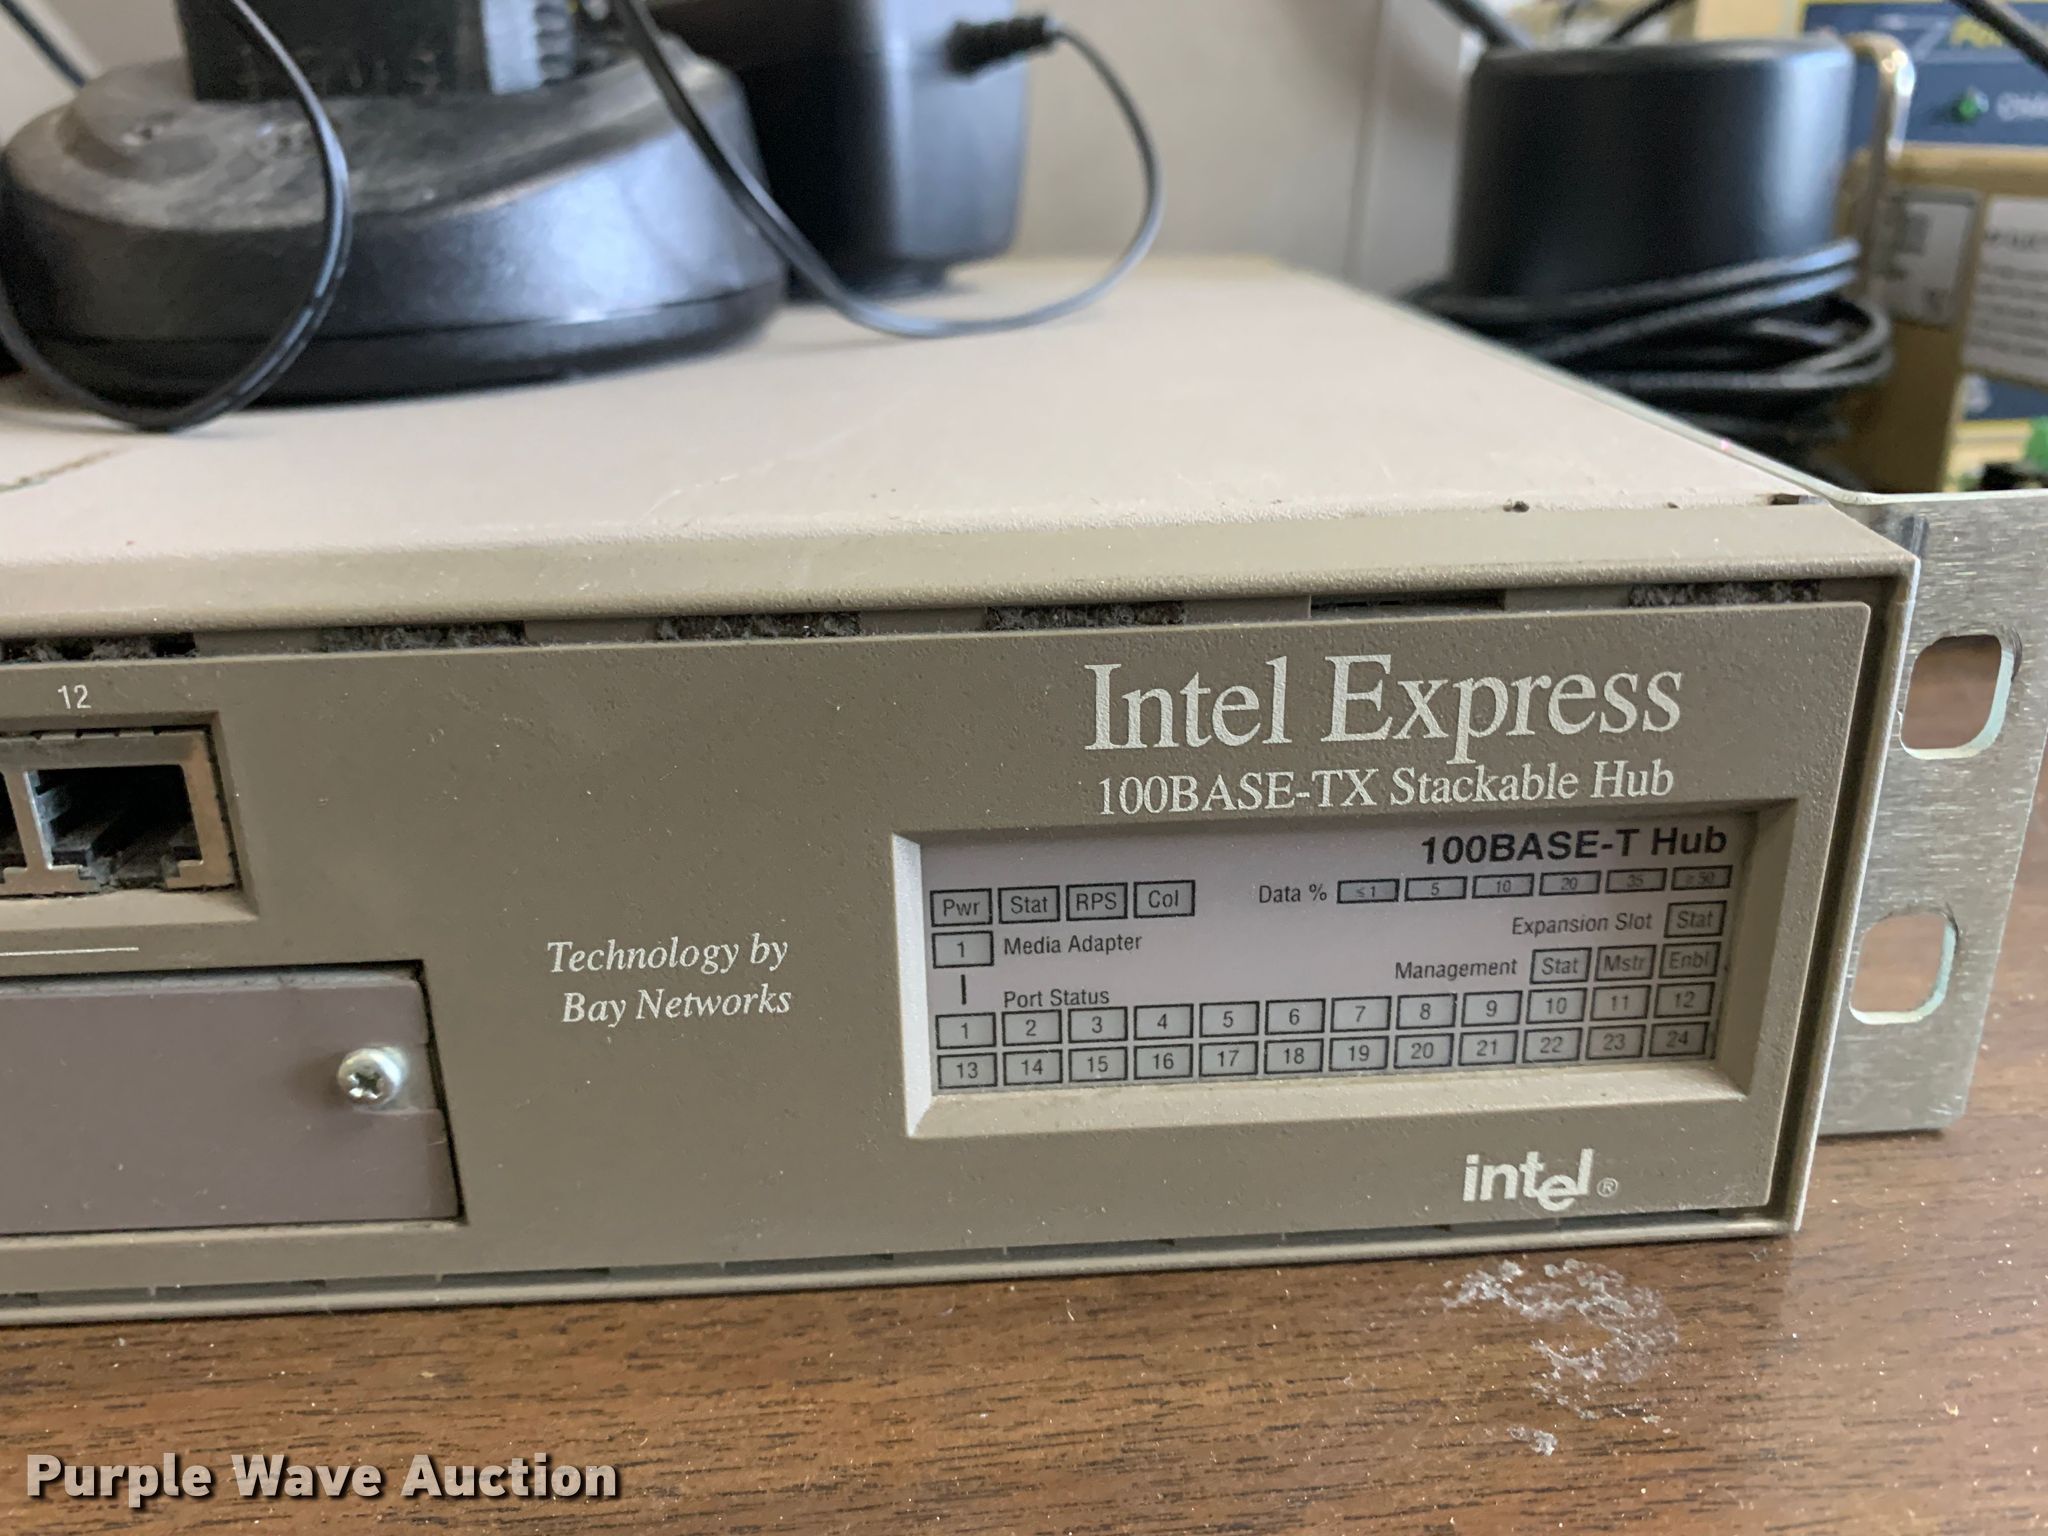 12
Intel Express
100BASE-TX Stackable Hub
100BASE-T Hub
Pwr Stat RPS Col Data % ≤1 5 10 20 35 ≥50
Expansion Slot Stat
1 Media Adapter
Management Stat Mstr Enbl
Port Status
1 2 3 4 5 6 7 8 9 10 11 12
13 14 15 16 17 18 19 20 21 22 23 24
Technology by
Bay Networks
intel®
Purple Wave Auction